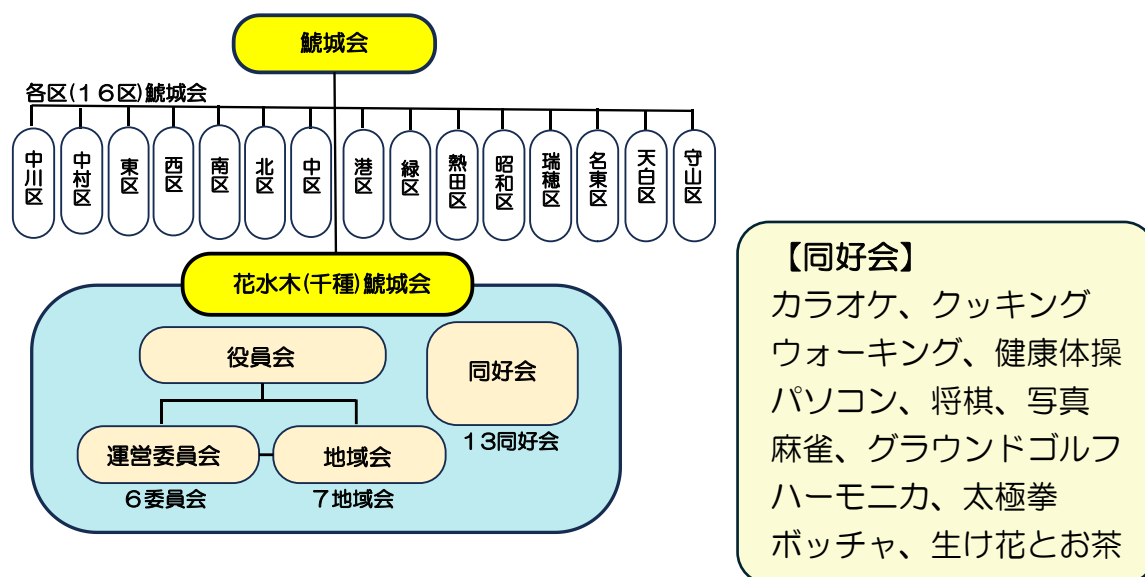 鯱城会
各区(16区)鯱城会
中川区
中村区
東区
西区
南区
北区
中区
港区
緑区
熱田区
昭和区
瑞穂区
名東区
天白区
守山区
花水木(千種)鯱城会
役員会
同好会
13同好会
運営委員会
地域会
6委員会
7地域会
【同好会】
カラオケ、クッキング
ウォーキング、健康体操
パソコン、将棋、写真
麻雀、グラウンドゴルフ
ハーモニカ、太極拳
ボッチャ、生け花とお茶